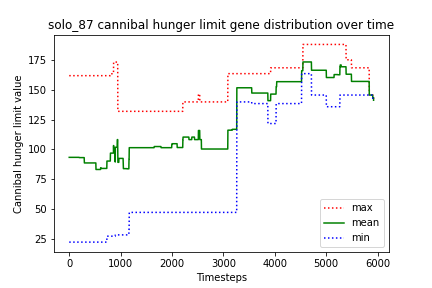 solo_87 cannibal hunger limit gene distribution over time
Cannibal hunger limit value
175
150
125
100
75
50
25
max
mean
min
0
1000
2000
3000
4000
5000
6000
Timesteps